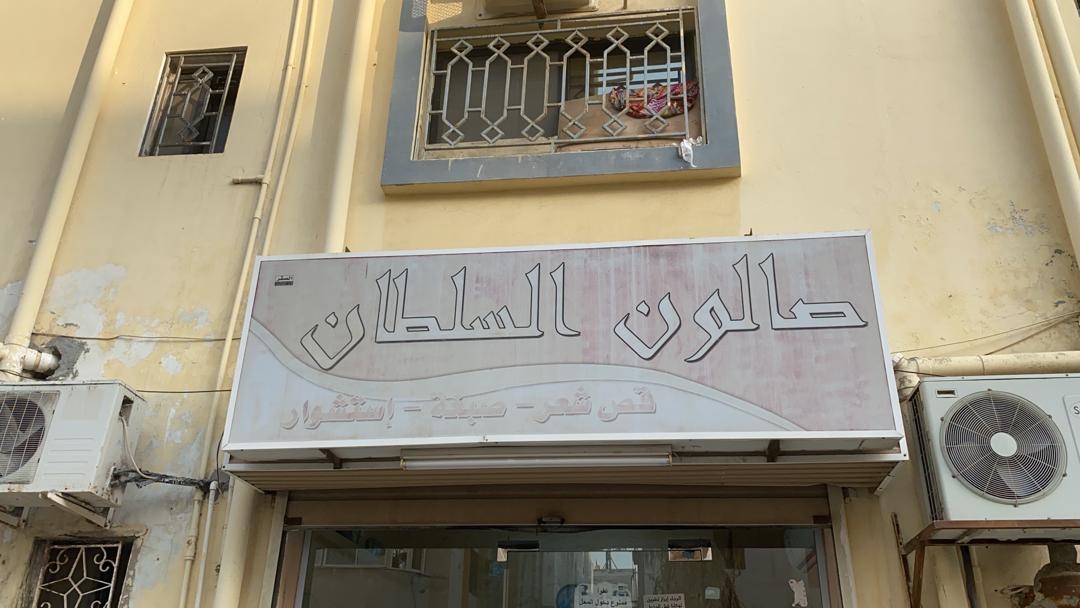 صالون السلطان
قص شعر - صبغة - إستشوار